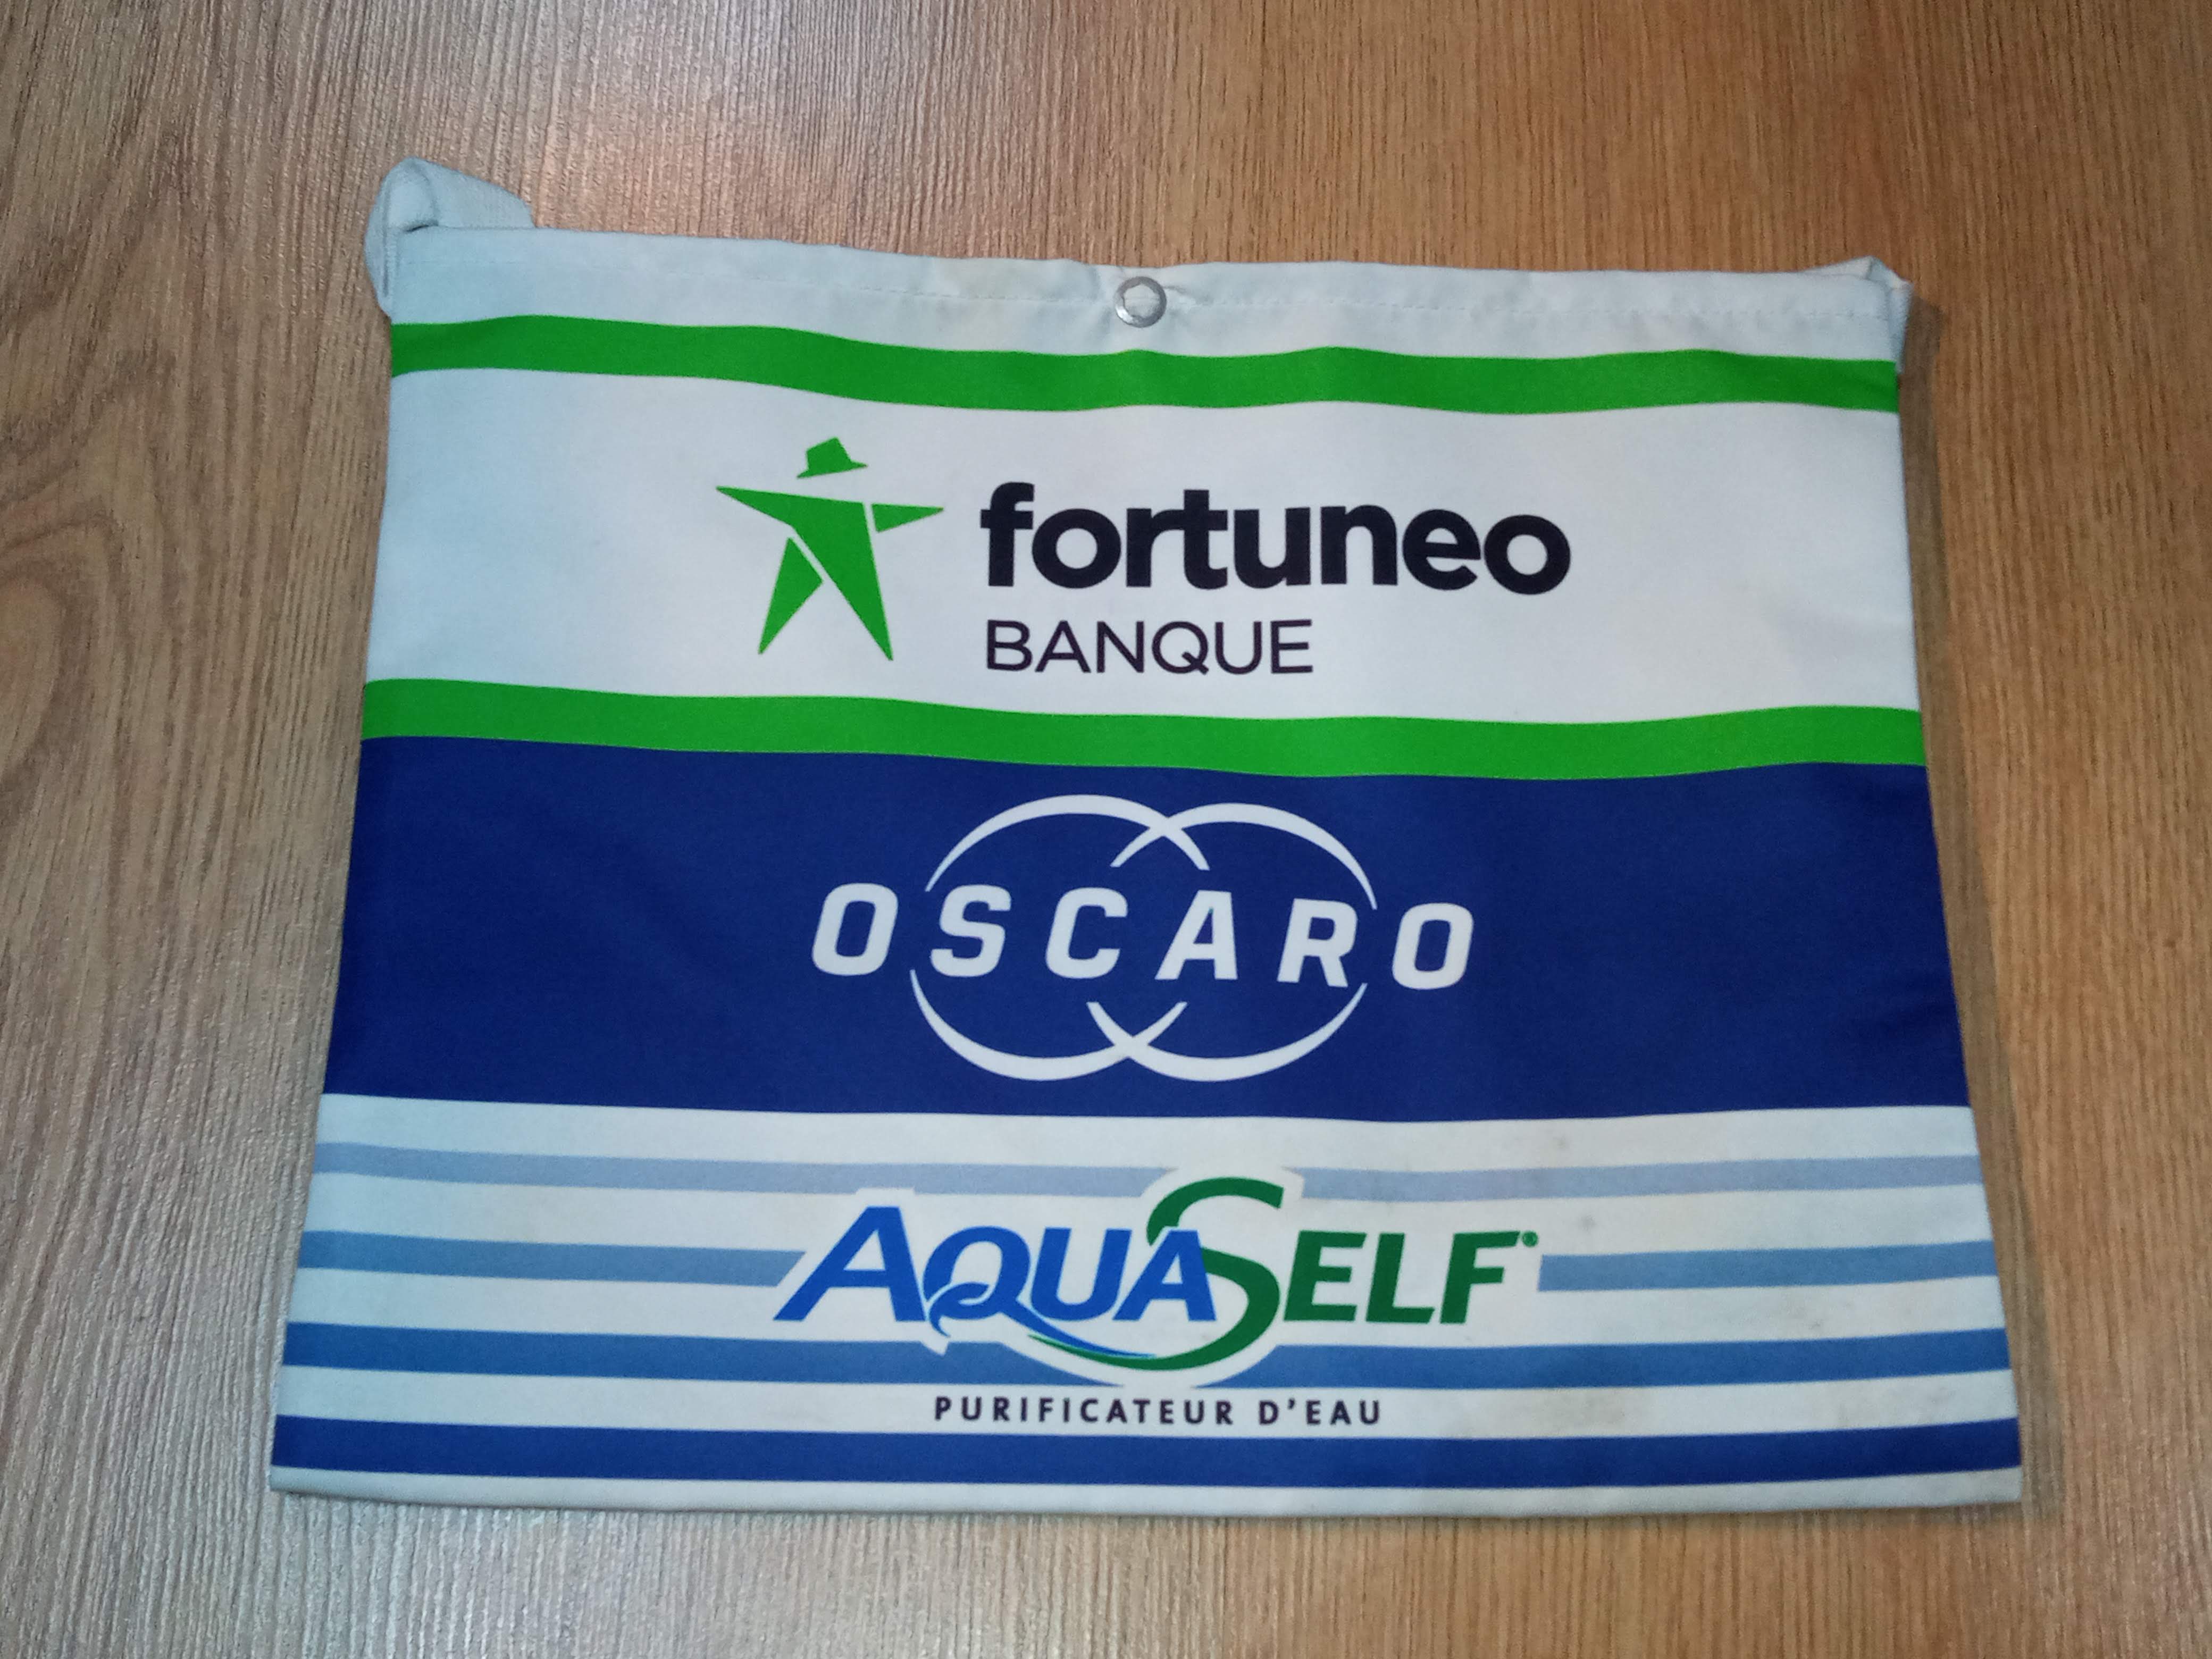 fortuneo
BANQUE
OSCARO
AQUASELF®
PURIFICATEUR D'EAU